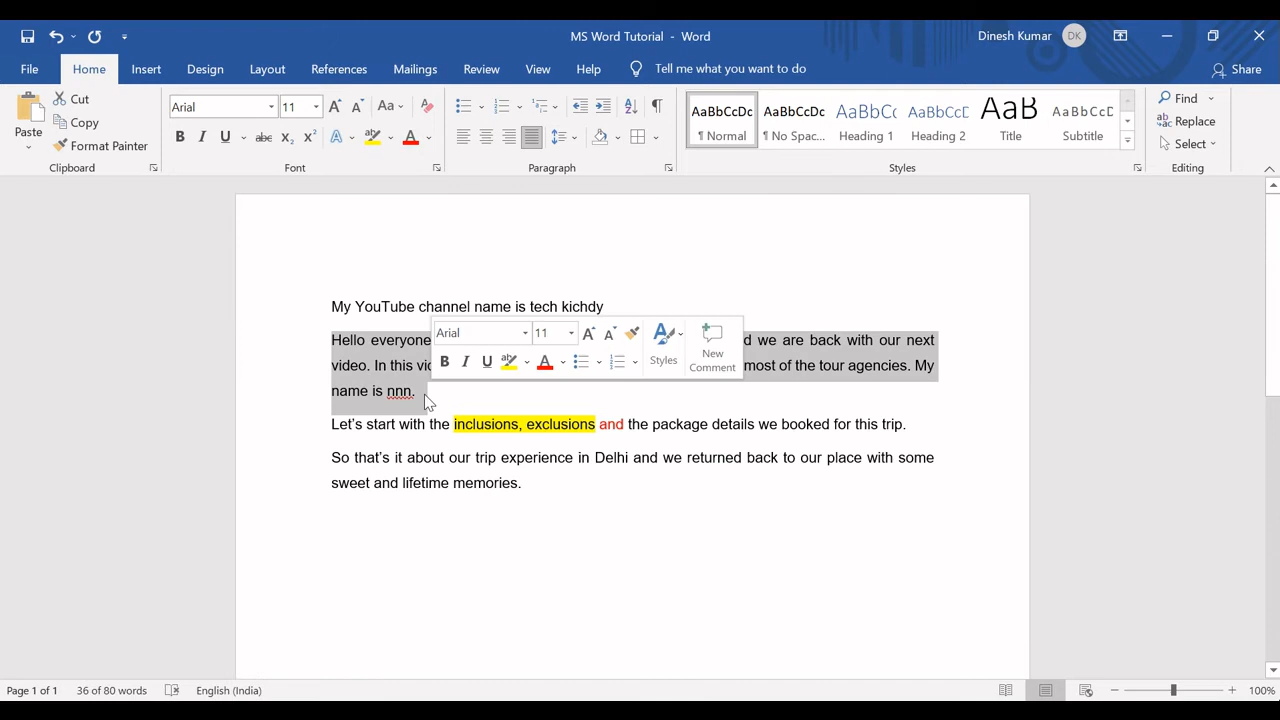 MS Word Tutorial - Word
Dinesh Kumar DK
File Home Insert Design Layout References Mailings Review View Help Tell me what you want to do Share
Paste
Cut
Copy
Format Painter
Clipboard
Arial 11
Font
Paragraph
AaBbCcDc AaBbCcDc AaBbC AaBbCcC AaB AaBbCcD
¶ Normal ¶ No Spac... Heading 1 Heading 2 Title Subtitle
Styles
Find
Replace
Select
Editing
My YouTube channel name is tech kichdy
Hello everyone
d we are back with our next
video. In this
most of the tour agencies. My
name is nnn.
Arial 11
Styles
New
Comment
Let's start with the inclusions, exclusions and the package details we booked for this trip.
So that's it about our trip experience in Delhi and we returned back to our place with some
sweet and lifetime memories.
Page 1 of 1 36 of 80 words English (India) 100%